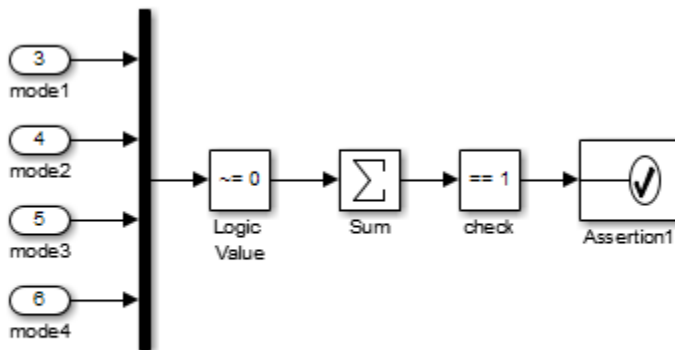 3
mode1
4
mode2
5
mode3
6
mode4
~= 0
Logic
Value
Σ
Sum
== 1
check
Assertion1